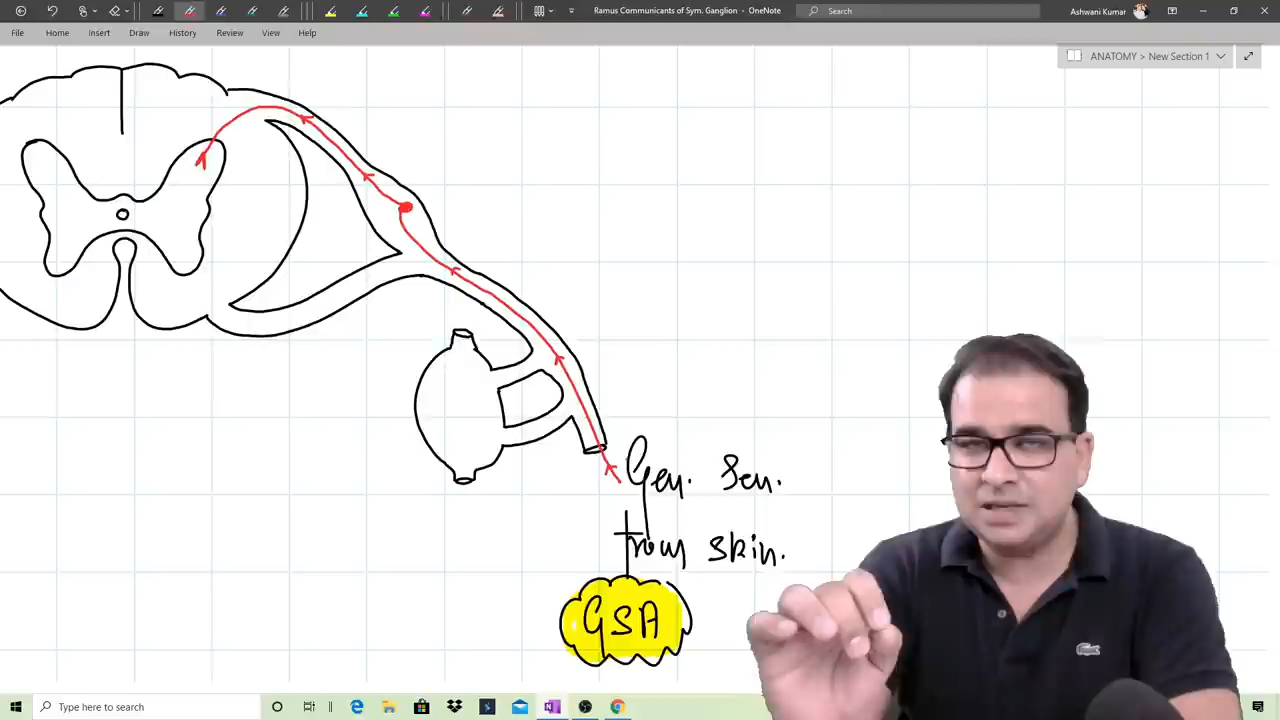 Ramus Communicants of Sym. Ganglion - OneNote
Search
Ashwani Kumar
File Home Insert Draw History Review View Help
ANATOMY > New Section 1
Gen. Sen.
from skin.
GSA
Type here to search